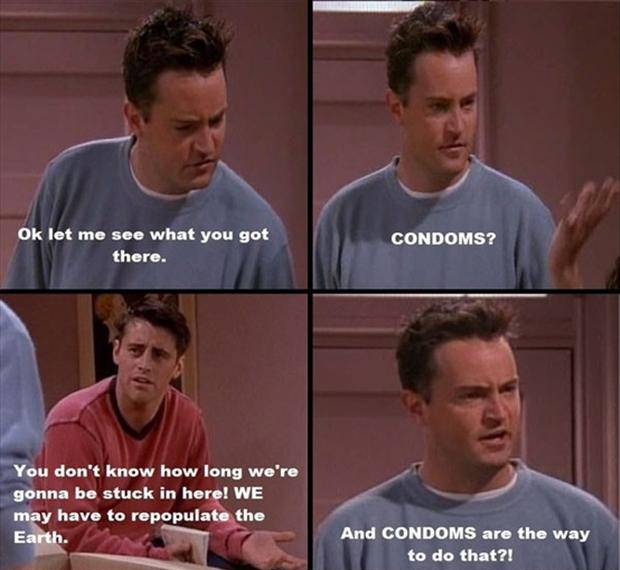 Ok let me see what you got
there.
CONDOMS?
You don't know how long we're
gonna be stuck in here! WE
may have to repopulate the
Earth.
And CONDOMS are the way
to do that?!